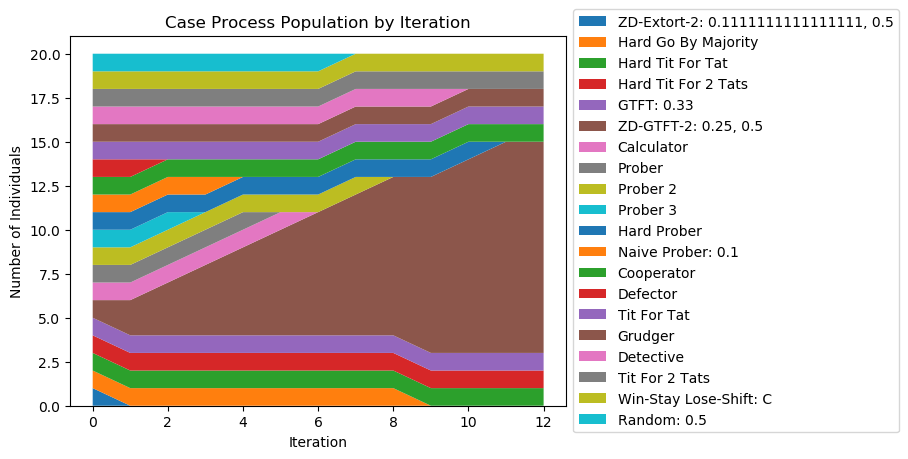 Case Process Population by Iteration
Number of Individuals
20.0
17.5
15.0
12.5
10.0
7.5
5.0
2.5
0.0
0 2 4 6 8 10 12
Iteration
ZD-Extort-2: 0.1111111111111111, 0.5
Hard Go By Majority
Hard Tit For Tat
Hard Tit For 2 Tats
GTFT: 0.33
ZD-GTFT-2: 0.25, 0.5
Calculator
Prober
Prober 2
Prober 3
Hard Prober
Naive Prober: 0.1
Cooperator
Defector
Tit For Tat
Grudger
Detective
Tit For 2 Tats
Win-Stay Lose-Shift: C
Random: 0.5